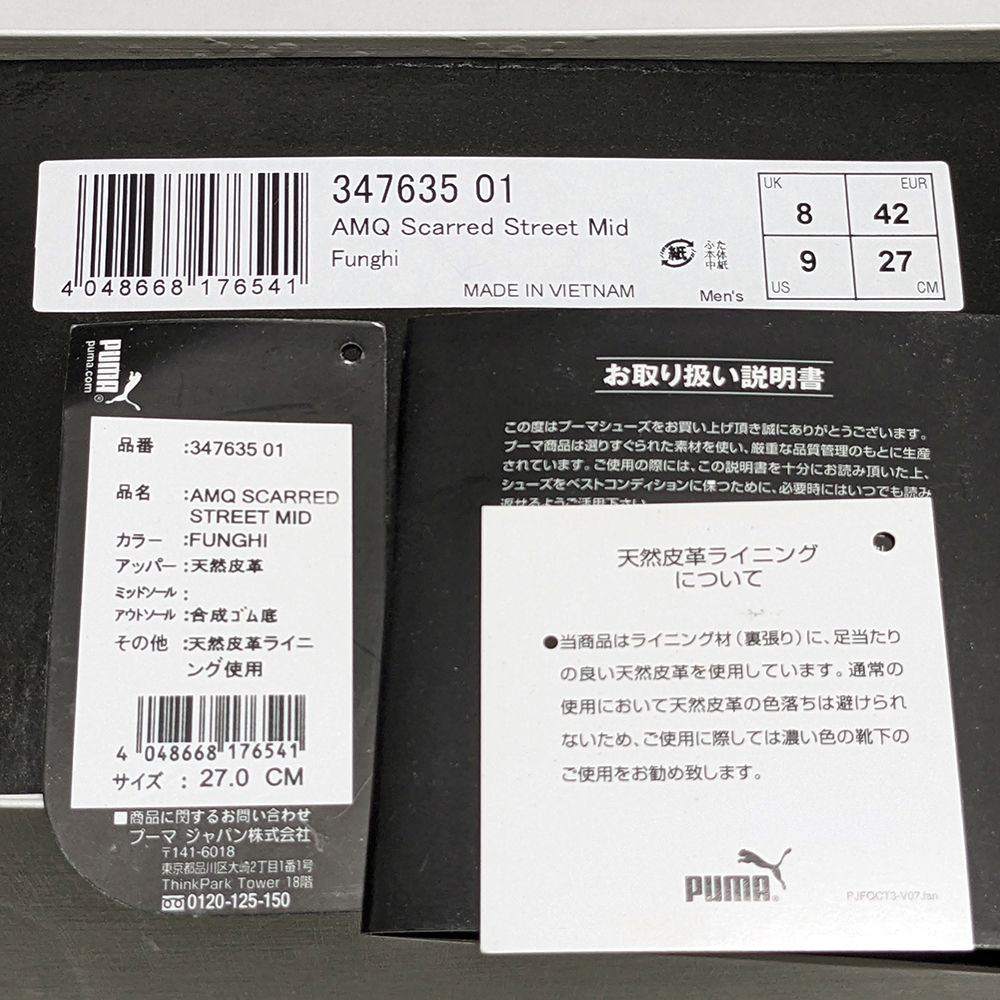 347635 01
AMQ Scarred Street Mid
Funghi
MADE IN VIETNAM
Men's
4 048668 176541
紙
ふた
本体
中紙
UK 8 42 EUR
9 27
US CM
PUMA
puma.com
品番 :347635 01
品名 :AMQ SCARRED
STREET MID
カラー :FUNGHI
アッパー :天然皮革
ミッドソール :
アウトソール :合成ゴム底
その他 :天然皮革ライニ
ング使用
4 048668 176541
サイズ : 27.0 CM
■商品に関するお問い合わせ
プーマ ジャパン株式会社
〒141-6018
東京都品川区大崎2丁目1番1号
ThinkPark Tower 18階
0120-125-150
お取り扱い説明書
この度はプーマシューズをお買い上げ頂き誠にありがとうございます。
プーマ商品は選りすぐられた素材を使い、厳重な品質管理のもとに生産
されています。ご使用の際には、この説明書を十分にお読み頂いた上、
シューズをベストコンディションに保つために、必要時にはいつでも読み
返せるようご活用下さい。
天然皮革ライニング
について
●当商品はライニング材(裏張り)に、足当たり
の良い天然皮革を使用しています。通常の
使用において天然皮革の色落ちは避けられ
ないため、ご使用に際しては濃い色の靴下の
ご使用をお勧め致します。
PUMA
PJFQCT3-V07Jan